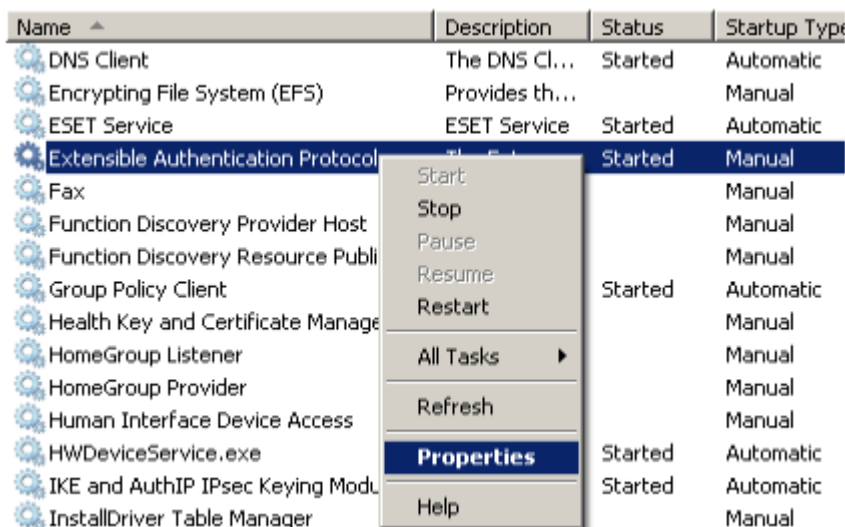 Name Description Status Startup Type
DNS Client The DNS Cl... Started Automatic
Encrypting File System (EFS) Provides th... Manual
ESET Service ESET Service Started Automatic
Extensible Authentication Protocol Started Manual
Start
Fax Manual
Stop
Function Discovery Provider Host Manual
Pause
Function Discovery Resource Publi Manual
Resume
Group Policy Client Started Automatic
Restart
Health Key and Certificate Manage Manual
HomeGroup Listener All Tasks Manual
HomeGroup Provider Manual
Refresh
Human Interface Device Access Manual
HWDeviceService.exe Properties Started Automatic
IKE and AuthIP IPsec Keying Modu Started Automatic
Help
InstallDriver Table Manager Manual